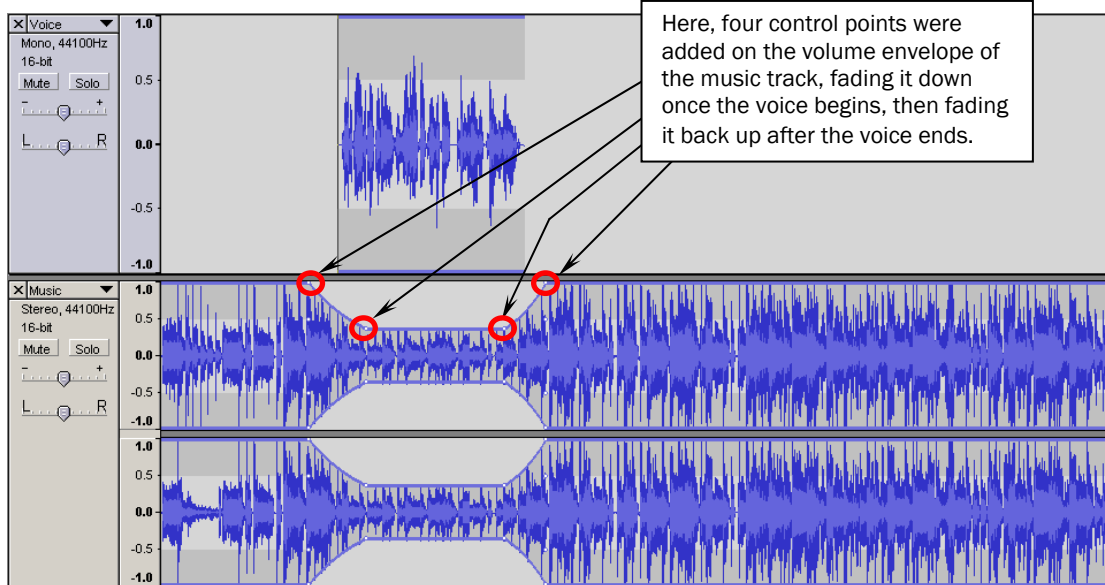 Here, four control points were
added on the volume envelope of
the music track, fading it down
once the voice begins, then fading
it back up after the voice ends.
X Voice
Mono, 44100Hz
16-bit
Mute Solo
- +
L R
1.0
0.5
0.0
-0.5
-1.0
X Music
Stereo, 44100Hz
16-bit
Mute Solo
- +
L R
1.0
0.5
0.0
-0.5
-1.0
1.0
0.5
0.0
-0.5
-1.0